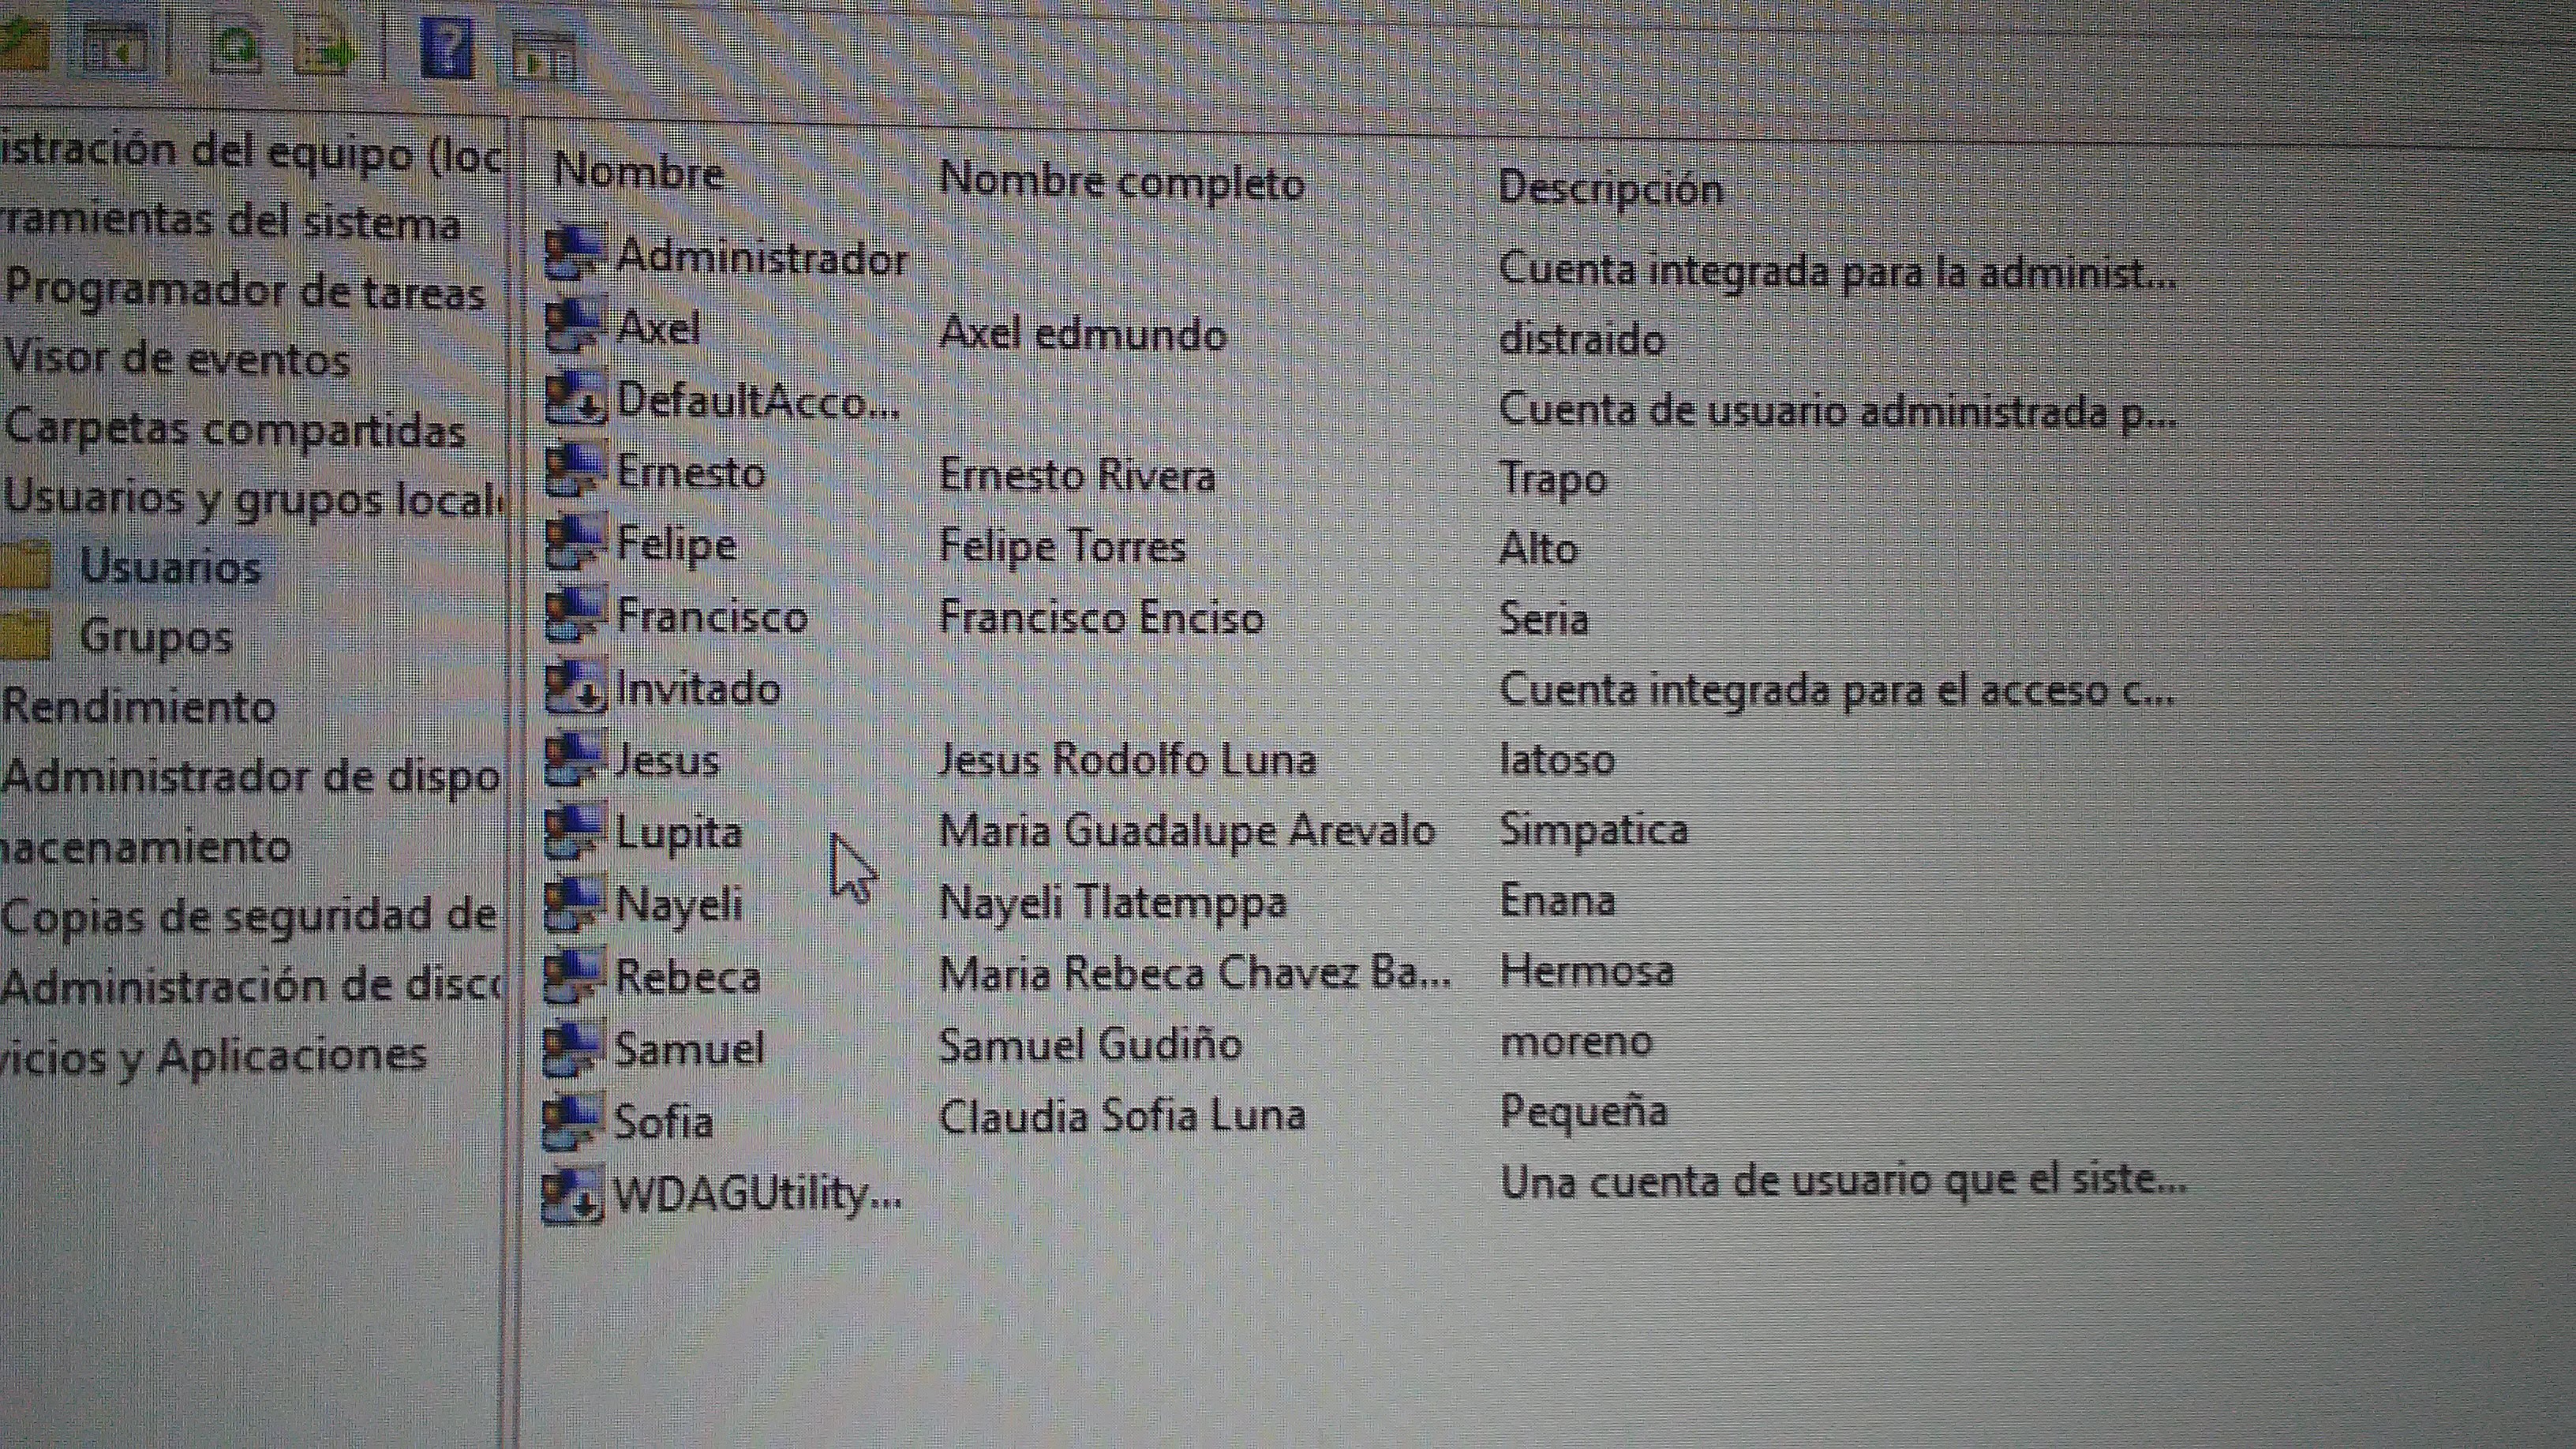 istración del equipo (loc
rramientas del sistema
Programador de tareas
Visor de eventos
Carpetas compartidas
Usuarios y grupos local
Usuarios
Grupos
Rendimiento
Administrador de dispo
nacenamiento
Copias de seguridad de
Administración de disc
vicios y Aplicaciones
Nombre Nombre completo Descripción
Administrador Cuenta integrada para la administ...
Axel Axel edmundo distraido
DefaultAcco... Cuenta de usuario administrada p...
Ernesto Ernesto Rivera Trapo
Felipe Felipe Torres Alto
Francisco Francisco Enciso Seria
Invitado Cuenta integrada para el acceso c...
Jesus Jesus Rodolfo Luna latoso
Lupita Maria Guadalupe Arevalo Simpatica
Nayeli Nayeli Tlatemppa Enana
Rebeca Maria Rebeca Chavez Ba... Hermosa
Samuel Samuel Gudiño moreno
Sofia Claudia Sofia Luna Pequeña
WDAGUtility... Una cuenta de usuario que el siste...